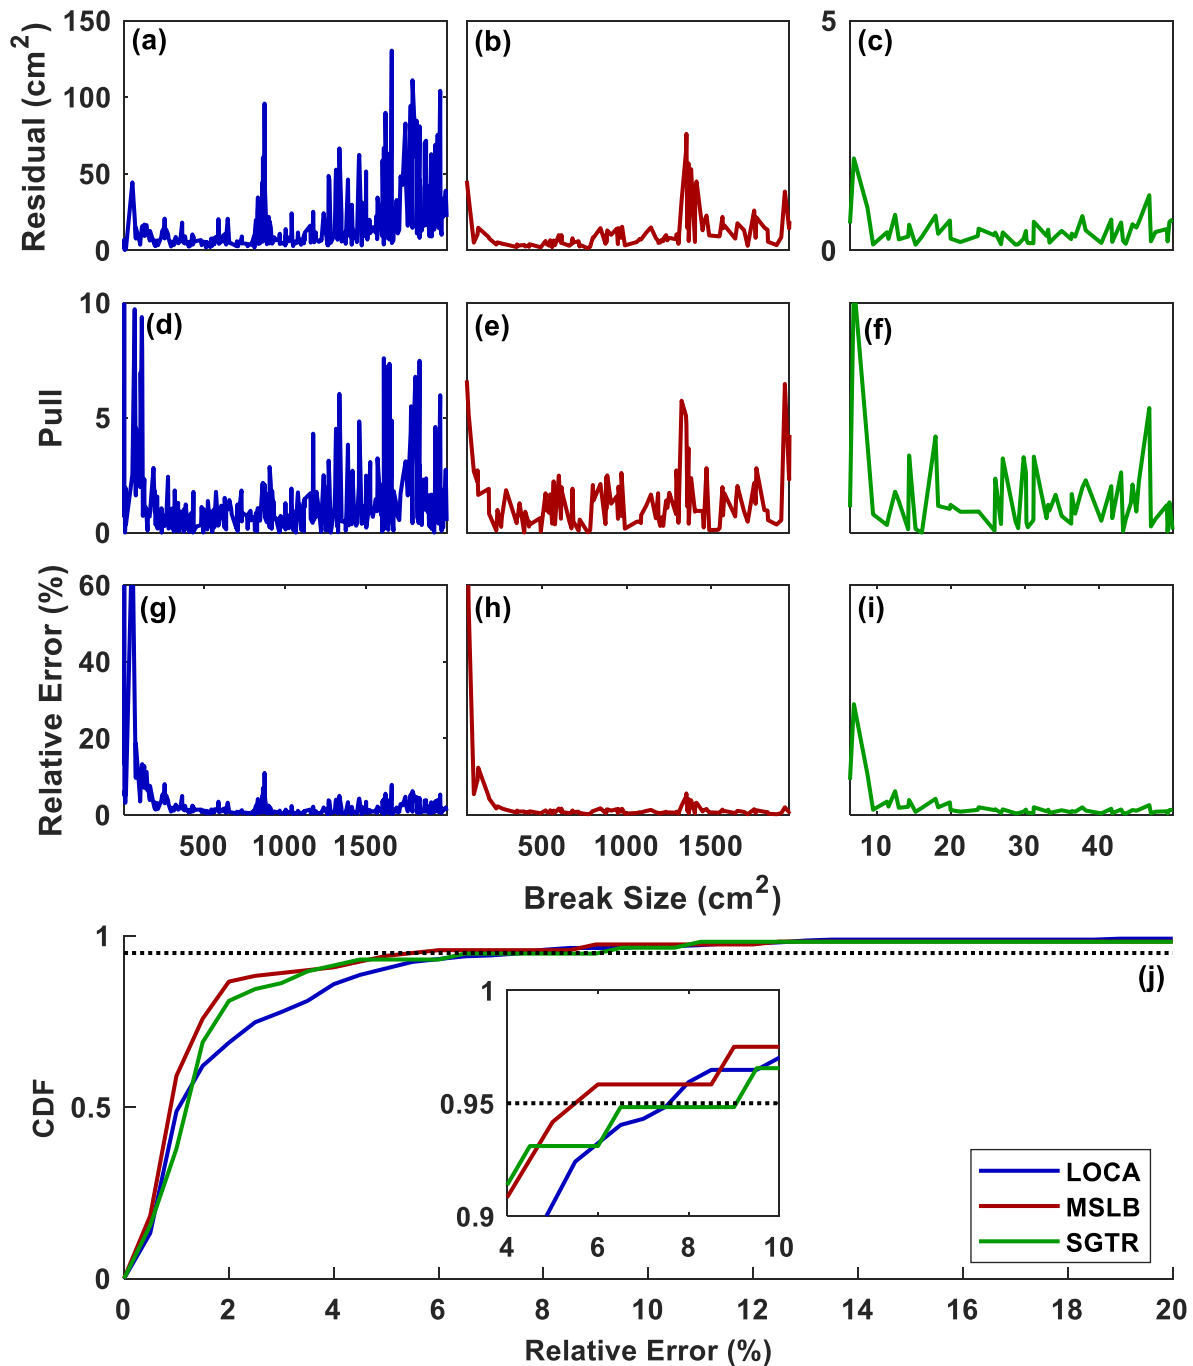 150
100
50
0
Residual (cm2)
(a)
(b)
5
0
(c)
10
5
0
Pull
(d)
(e)
(f)
60
40
20
0
Relative Error (%)
(g)
(h)
(i)
500 1000 1500
500 1000 1500
10 20 30 40
Break Size (cm2)
1
0.5
0
CDF
(j)
1
0.95
0.9
4 6 8 10
LOCA
MSLB
SGTR
0 2 4 6 8 10 12 14 16 18 20
Relative Error (%)